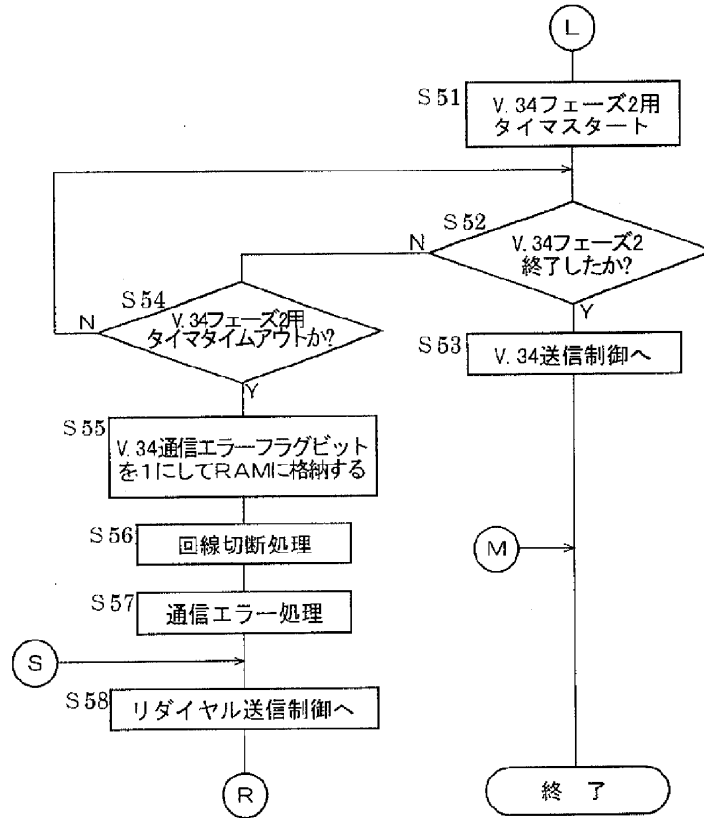 L
S51
V.34フェーズ2用
タイマスタート
S52
N
V.34フェーズ2
終了したか?
Y
S54
N
V.34フェーズ2用
タイマタイムアウトか?
Y
S53
V.34送信制御へ
S55
V.34通信エラーフラグビット
を1にしてRAMに格納する
S56
回線切断処理
M
S57
通信エラー処理
S
S58
リダイヤル送信制御へ
R
終 了